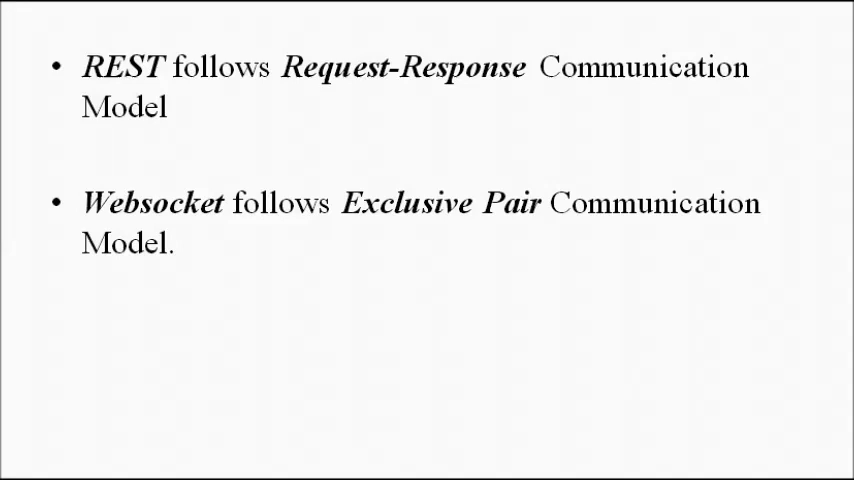 • REST follows Request-Response Communication
Model
• Websocket follows Exclusive Pair Communication
Model.